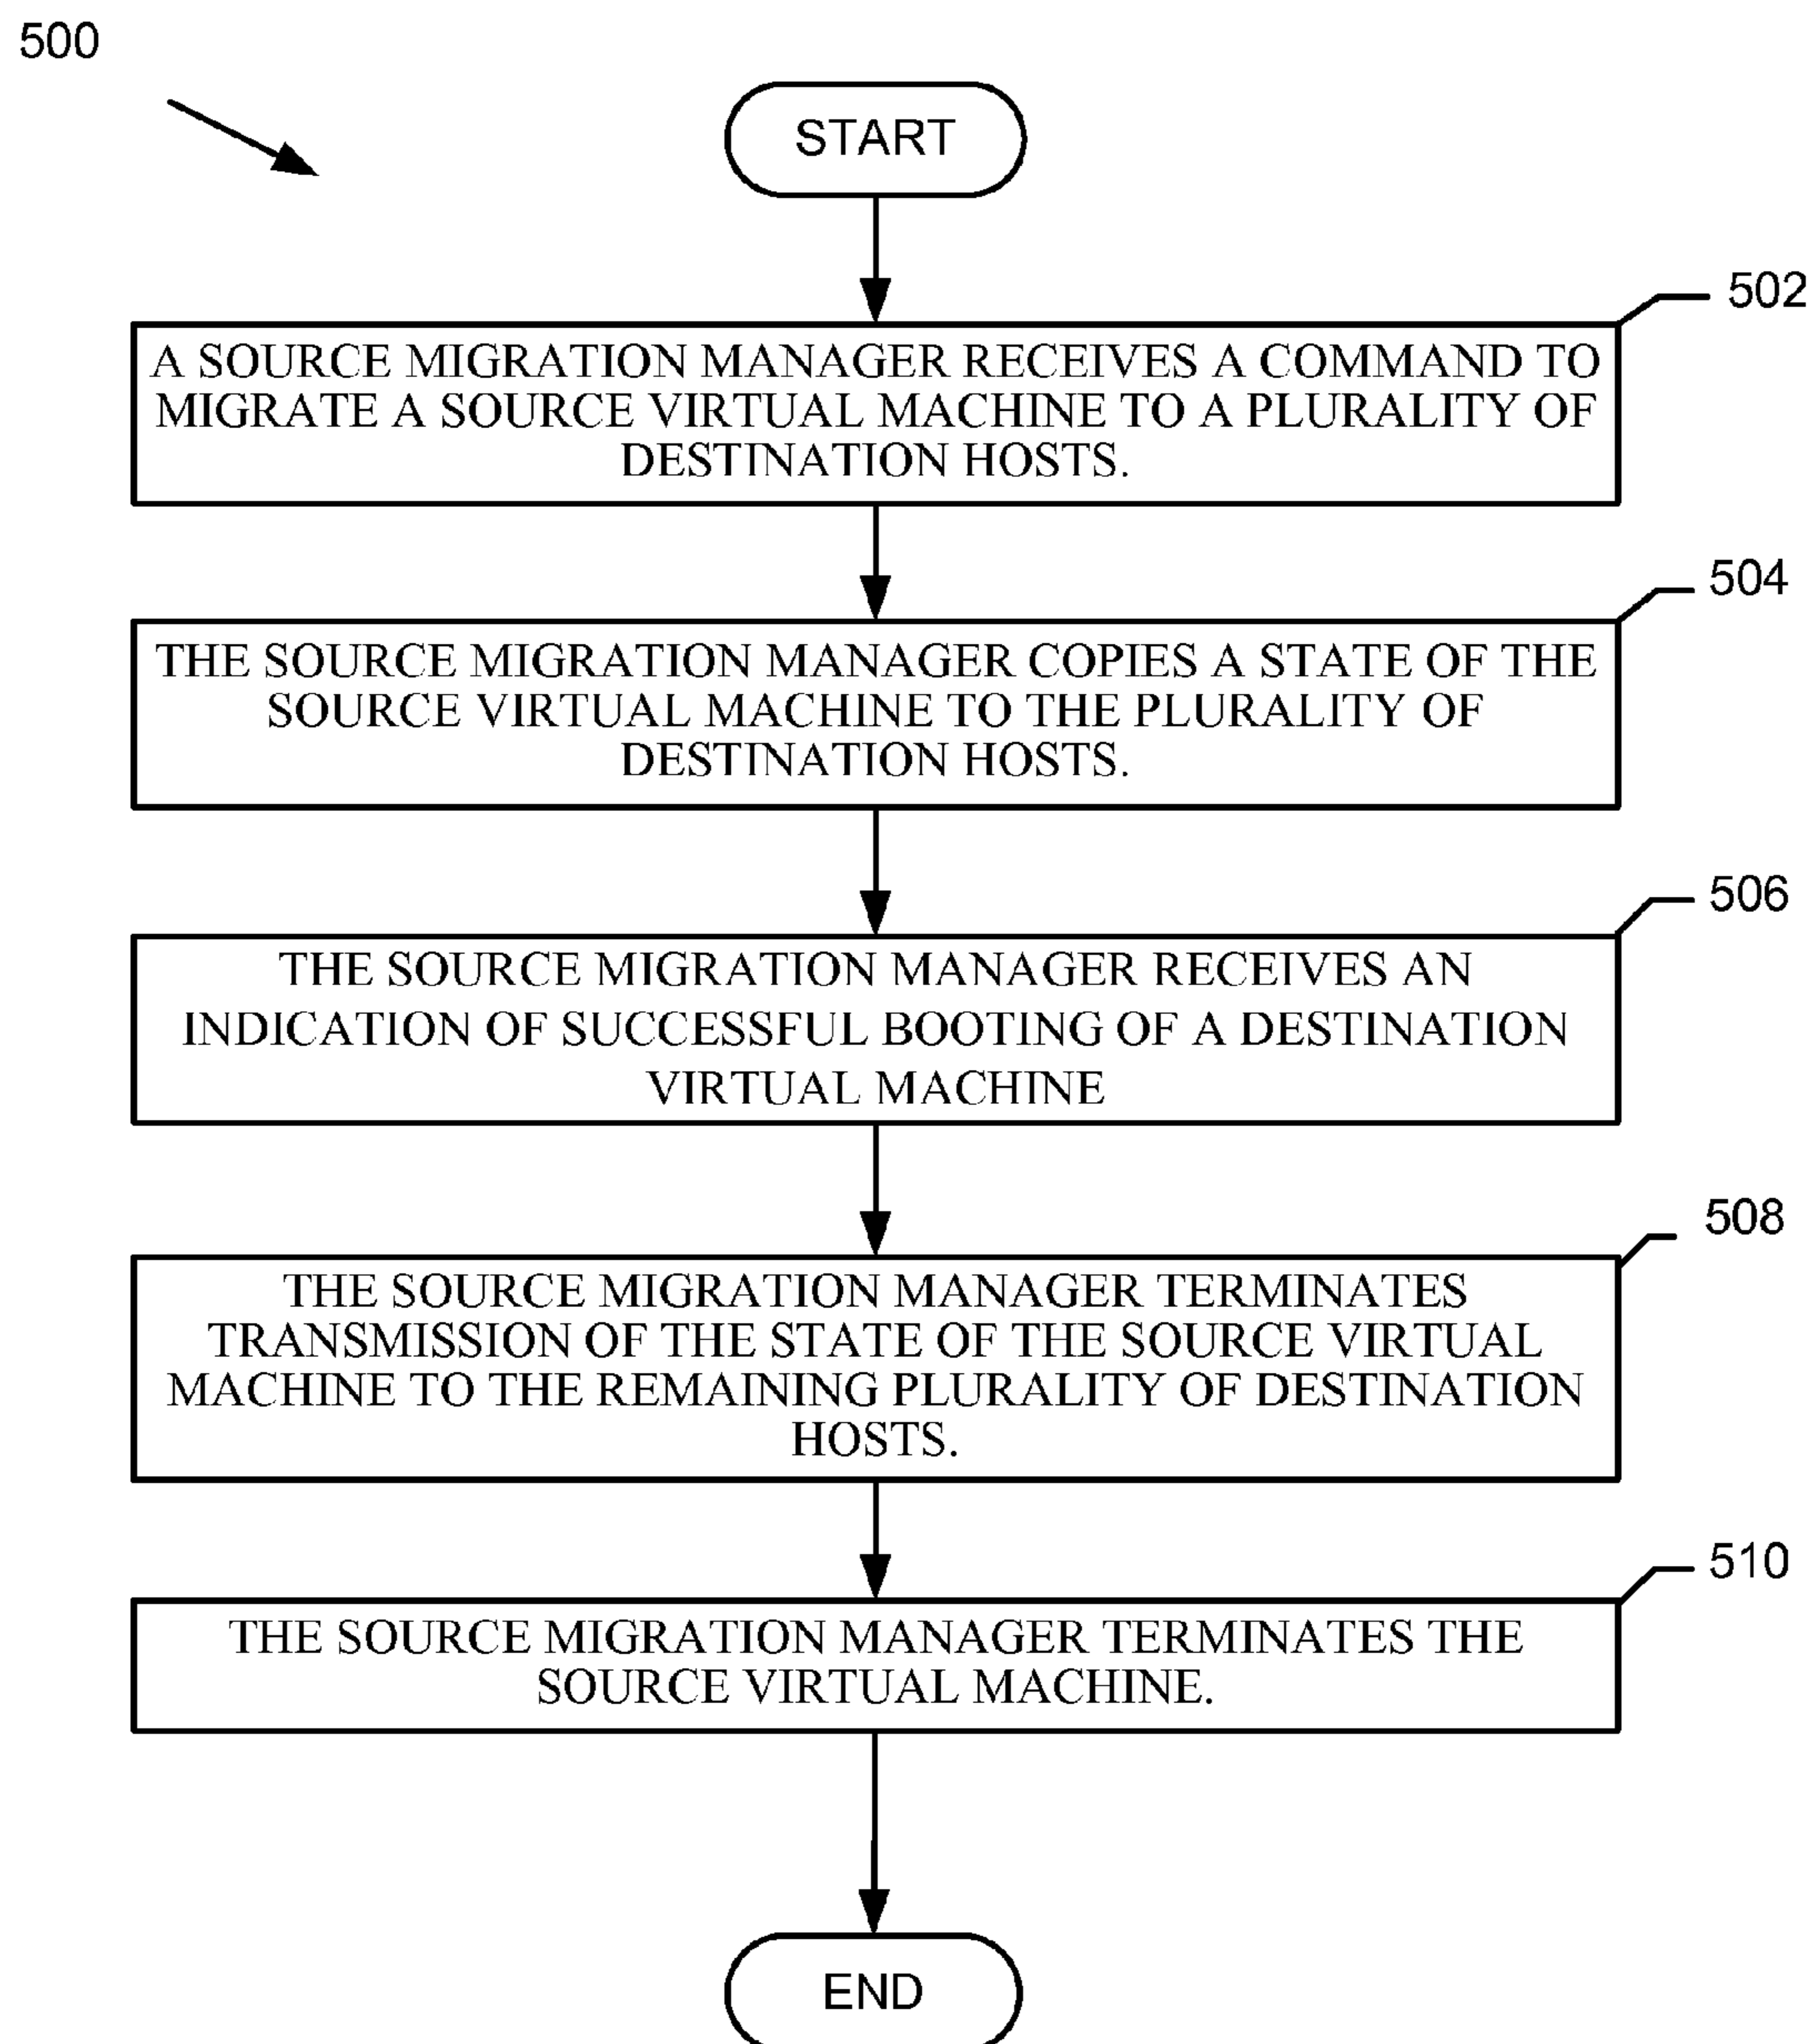 500
START
502
A SOURCE MIGRATION MANAGER RECEIVES A COMMAND TO
MIGRATE A SOURCE VIRTUAL MACHINE TO A PLURALITY OF
DESTINATION HOSTS.
504
THE SOURCE MIGRATION MANAGER COPIES A STATE OF THE
SOURCE VIRTUAL MACHINE TO THE PLURALITY OF
DESTINATION HOSTS.
506
THE SOURCE MIGRATION MANAGER RECEIVES AN
INDICATION OF SUCCESSFUL BOOTING OF A DESTINATION
VIRTUAL MACHINE
508
THE SOURCE MIGRATION MANAGER TERMINATES
TRANSMISSION OF THE STATE OF THE SOURCE VIRTUAL
MACHINE TO THE REMAINING PLURALITY OF DESTINATION
HOSTS.
510
THE SOURCE MIGRATION MANAGER TERMINATES THE
SOURCE VIRTUAL MACHINE.
END